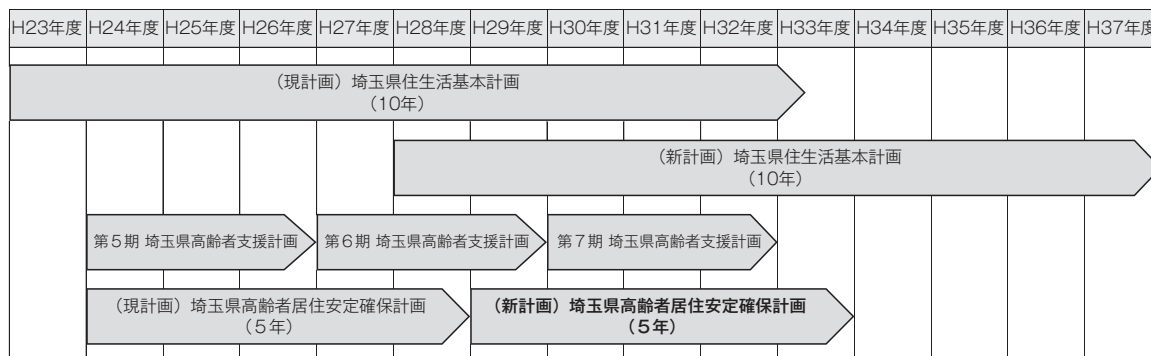 H23年度 H24年度 H25年度 H26年度 H27年度 H28年度 H29年度 H30年度 H31年度 H32年度 H33年度 H34年度 H35年度 H36年度 H37年度
(現計画)埼玉県住生活基本計画
(10年)
(新計画)埼玉県住生活基本計画
(10年)
第5期 埼玉県高齢者支援計画 第6期 埼玉県高齢者支援計画 第7期 埼玉県高齢者支援計画
(現計画)埼玉県高齢者居住安定確保計画
(5年)
(新計画)埼玉県高齢者居住安定確保計画
(5年)